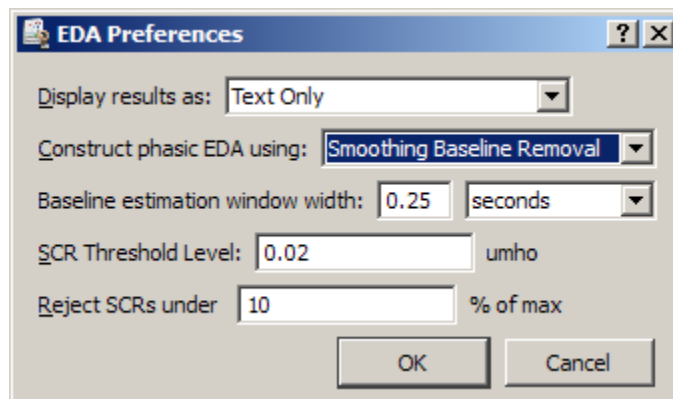 EDA Preferences
Display results as: Text Only
Construct phasic EDA using: Smoothing Baseline Removal
Baseline estimation window width: 0.25 seconds
SCR Threshold Level: 0.02 umho
Reject SCRs under 10 % of max
OK Cancel